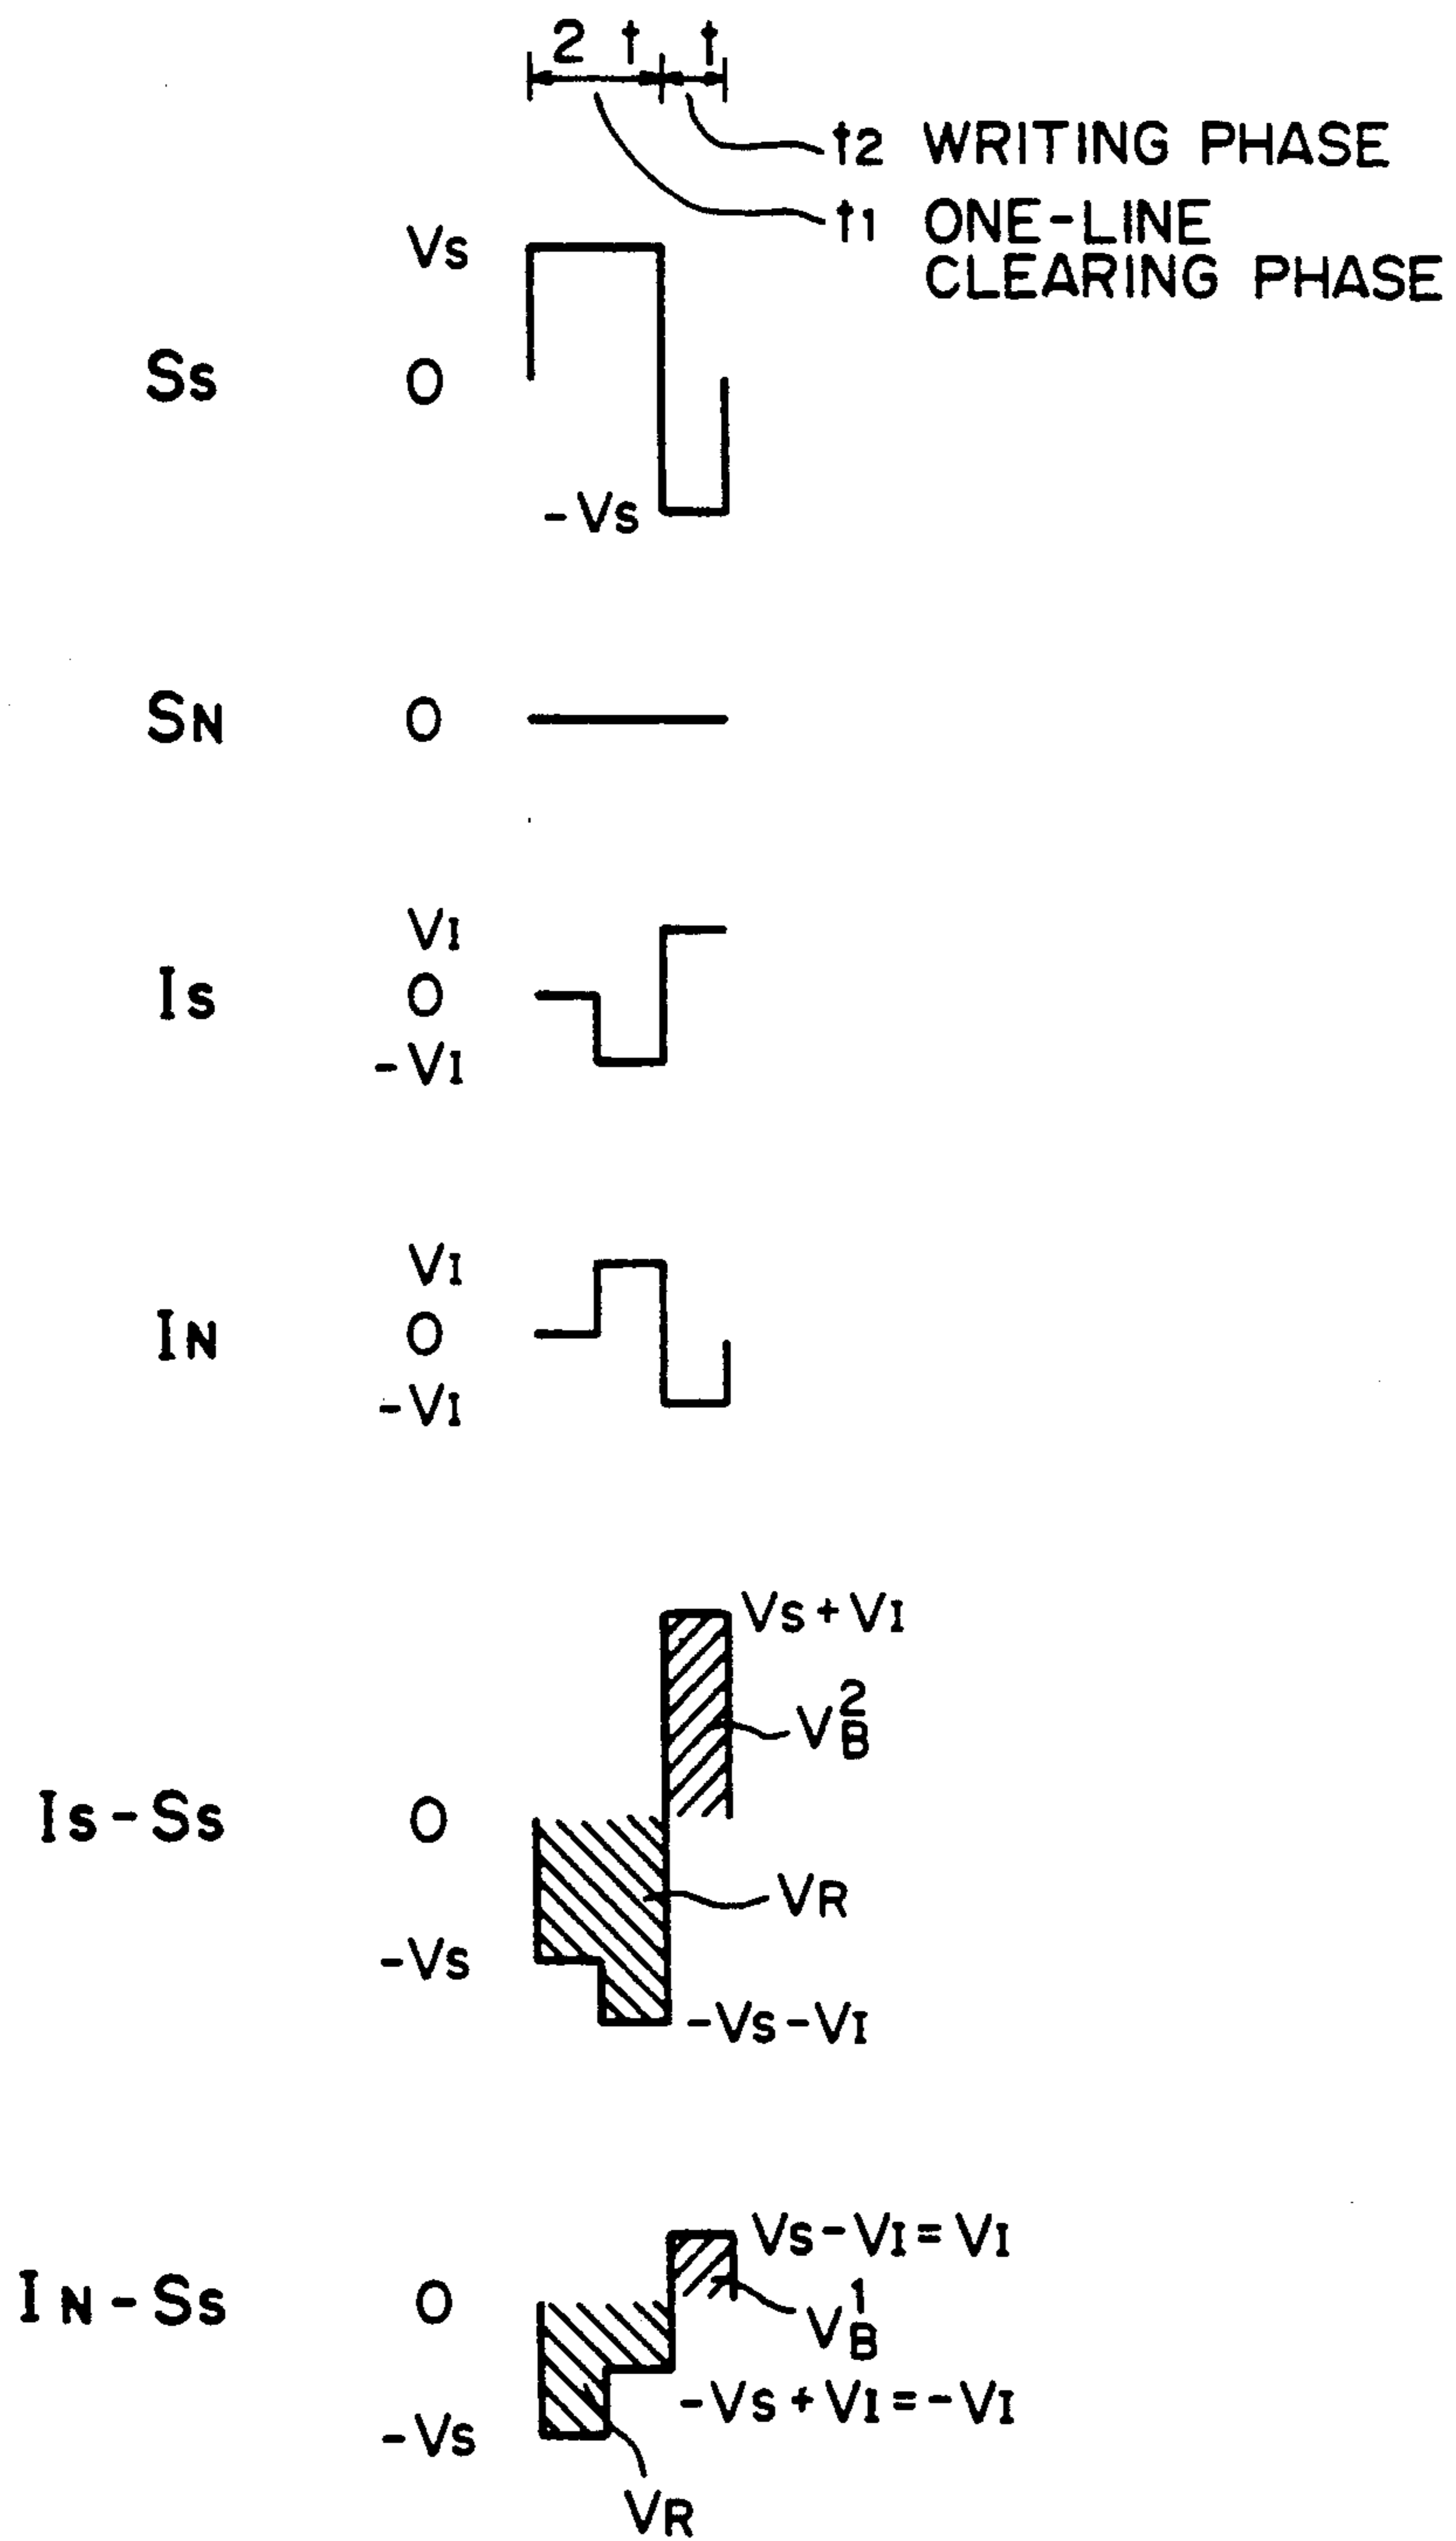 2 t t
t2 WRITING PHASE
t1 ONE-LINE
CLEARING PHASE
Vs
Ss 0
-Vs
SN 0
VI
Is 0
-VI
VI
IN 0
-VI
Vs+VI
VB2
Is-Ss 0
VR
-Vs
-Vs-VI
Vs-VI=VI
IN-Ss 0
VB1
-Vs+VI=-VI
-Vs
VR